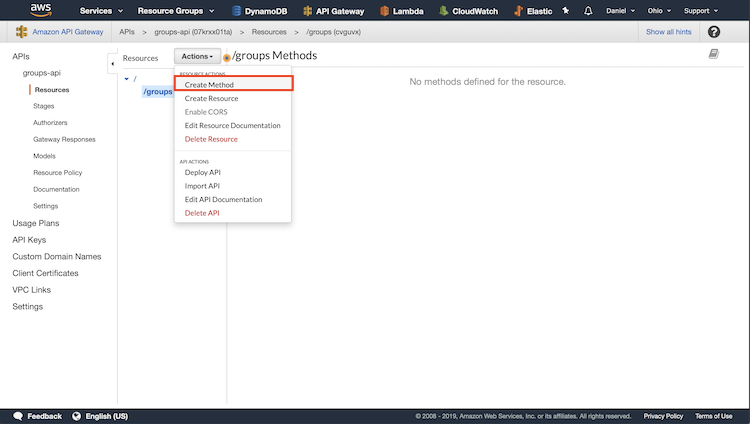 aws Services Resource Groups DynamoDB API Gateway Lambda CloudWatch Elastic Daniel Ohio Support
Amazon API Gateway APIs > groups-api (07krxx01ta) > Resources > /groups (cvguvx) Show all hints ?
APIs
groups-api
Resources
Stages
Authorizers
Gateway Responses
Models
Resource Policy
Documentation
Settings
Usage Plans
API Keys
Custom Domain Names
Client Certificates
VPC Links
Settings
Resources Actions /groups Methods
/
/groups
RESOURCE ACTIONS
Create Method
Create Resource
Enable CORS
Edit Resource Documentation
Delete Resource
API ACTIONS
Deploy API
Import API
Edit API Documentation
Delete API
No methods defined for the resource.
Feedback English (US) © 2008 - 2019, Amazon Web Services, Inc. or its affiliates. All rights reserved. Privacy Policy Terms of Use